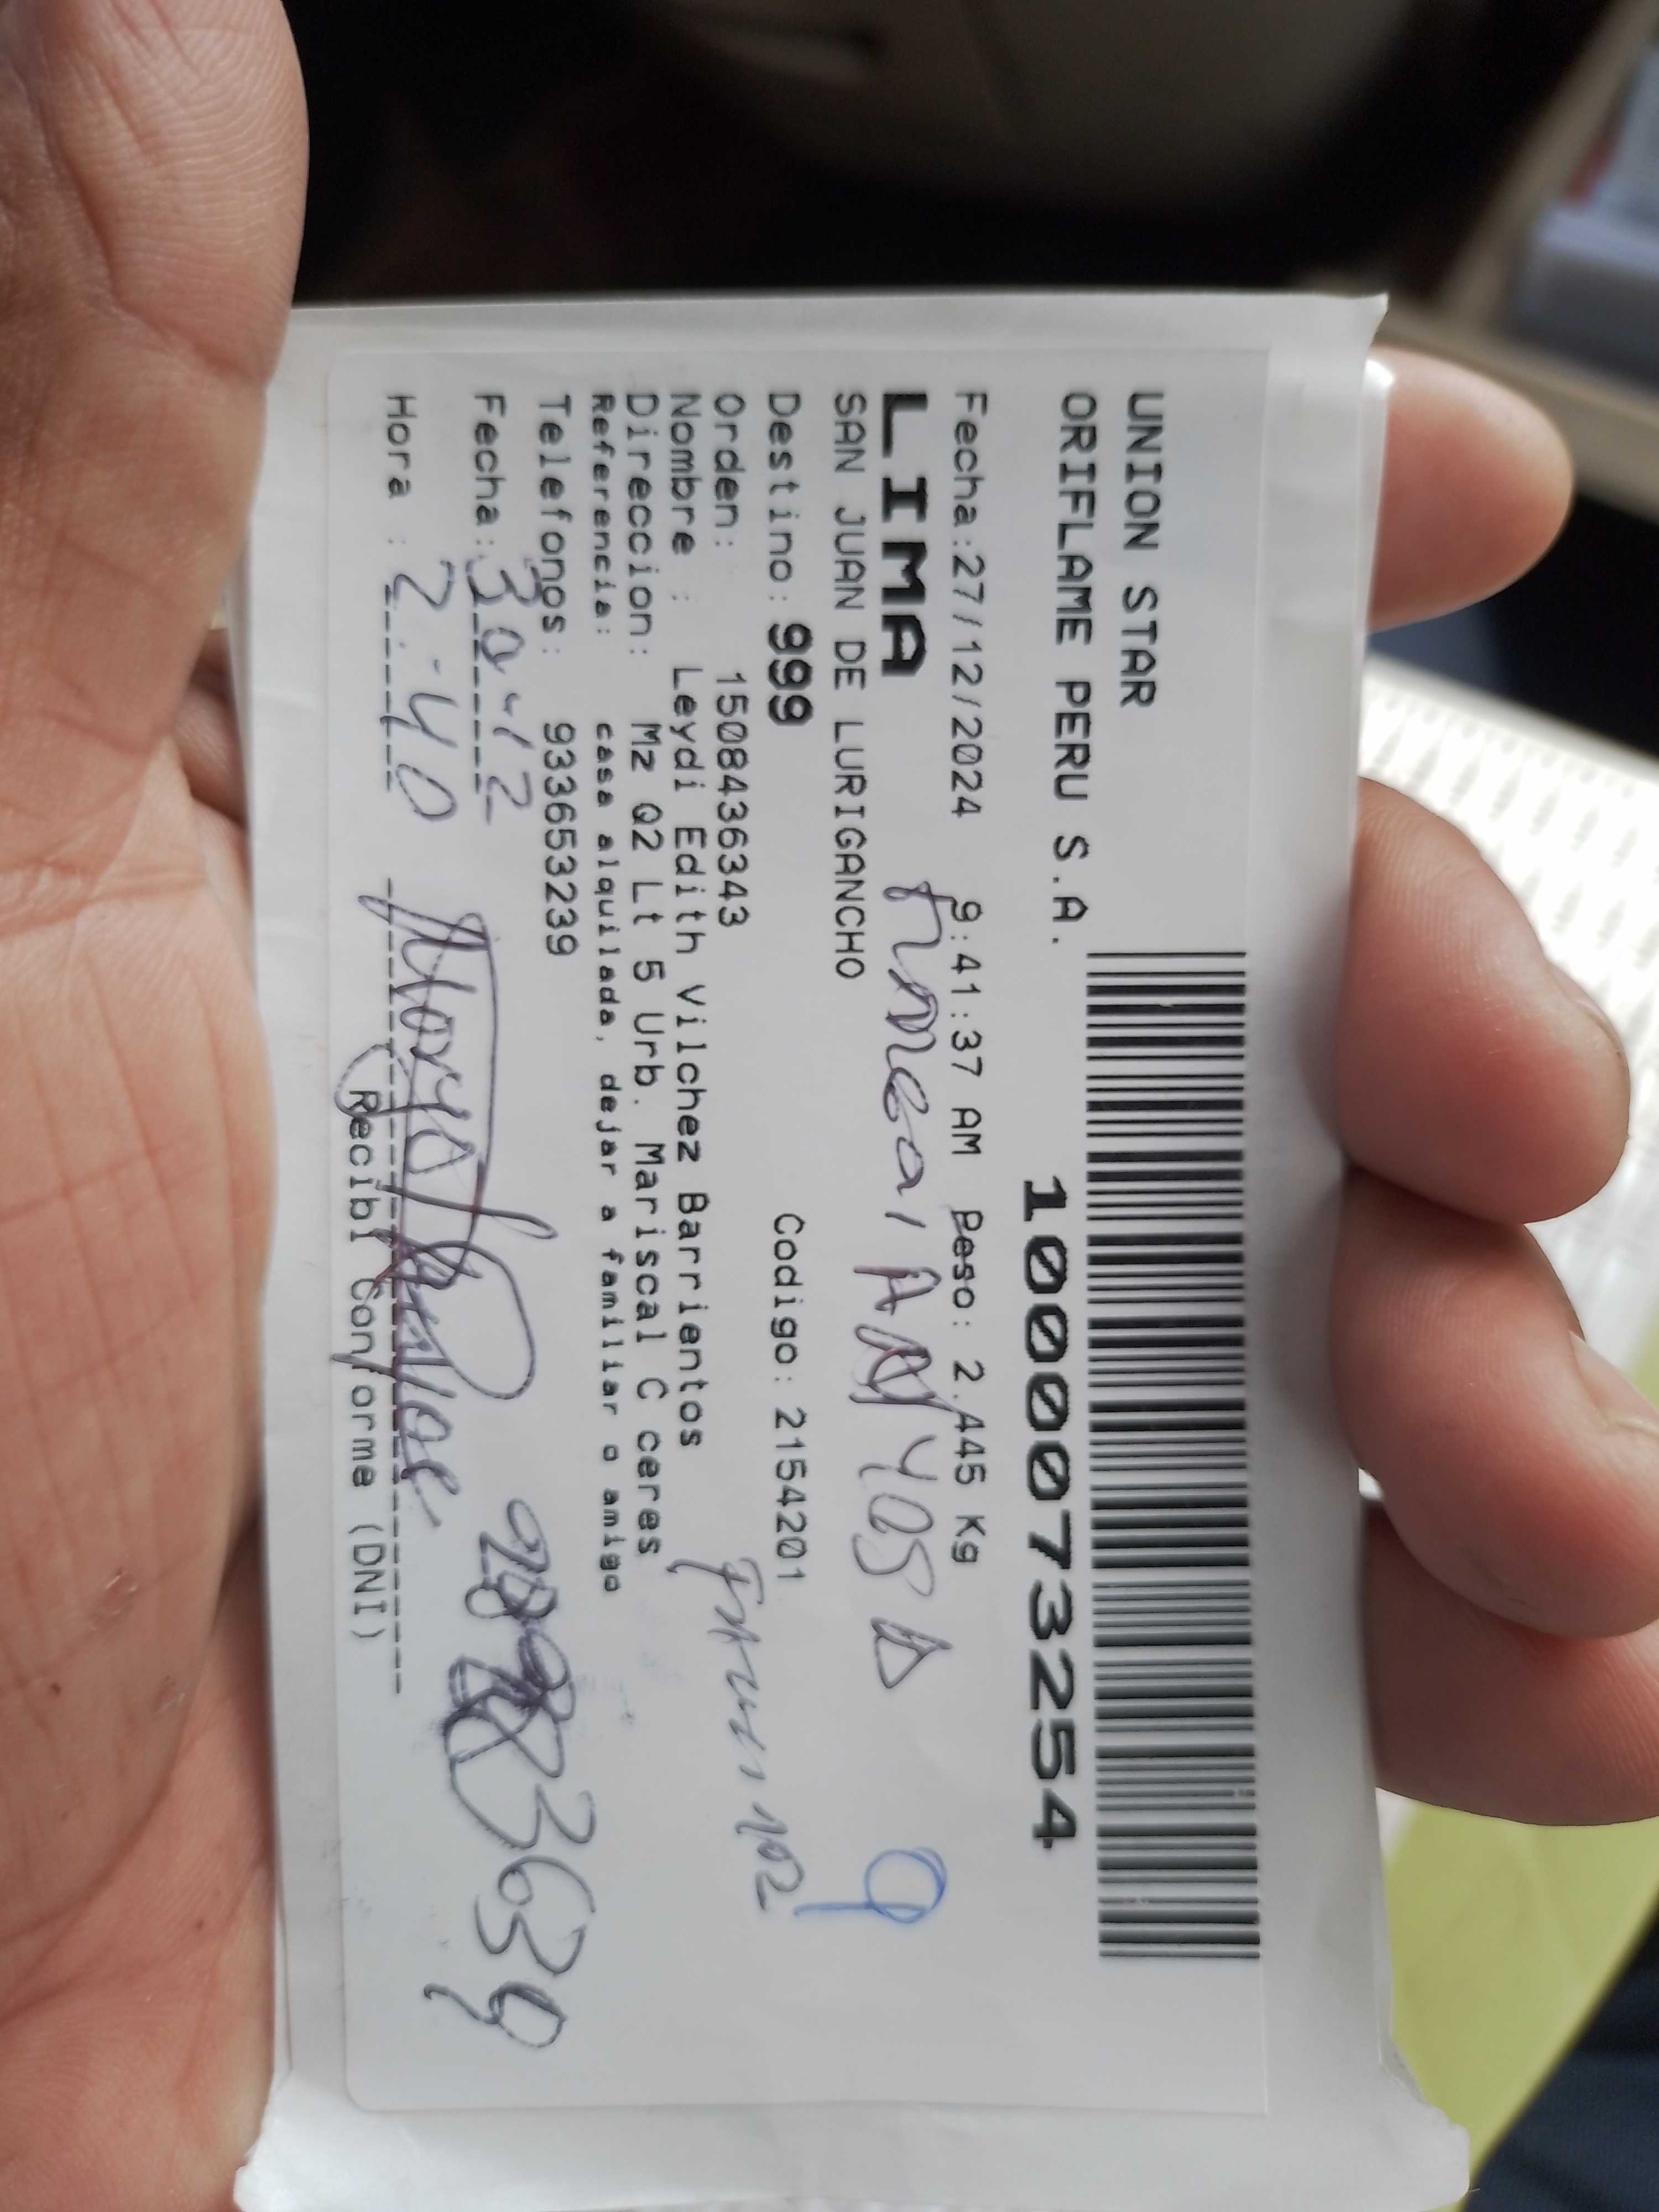 UNION STAR
ORIFLAME PERU S.A.
1000073254
Fecha:27/12/2024 9:41:37 AM Peso: 2.445 Kg
LIMA
SAN JUAN DE LURIGANCHO
9
Destino: 999 Codigo: 2154201
Orden: 1508436343
Nombre : Leydi Edith Vilchez Barrientos
Direccion: Mz Q2 Lt 5 Urb. Mariscal C ceres
Referencia: casa alquilada, dejar a familiar o amigo
Telefonos: 933653239
Fecha: 30-12
Hora : 2:40
Recibi Conforme (DNI)